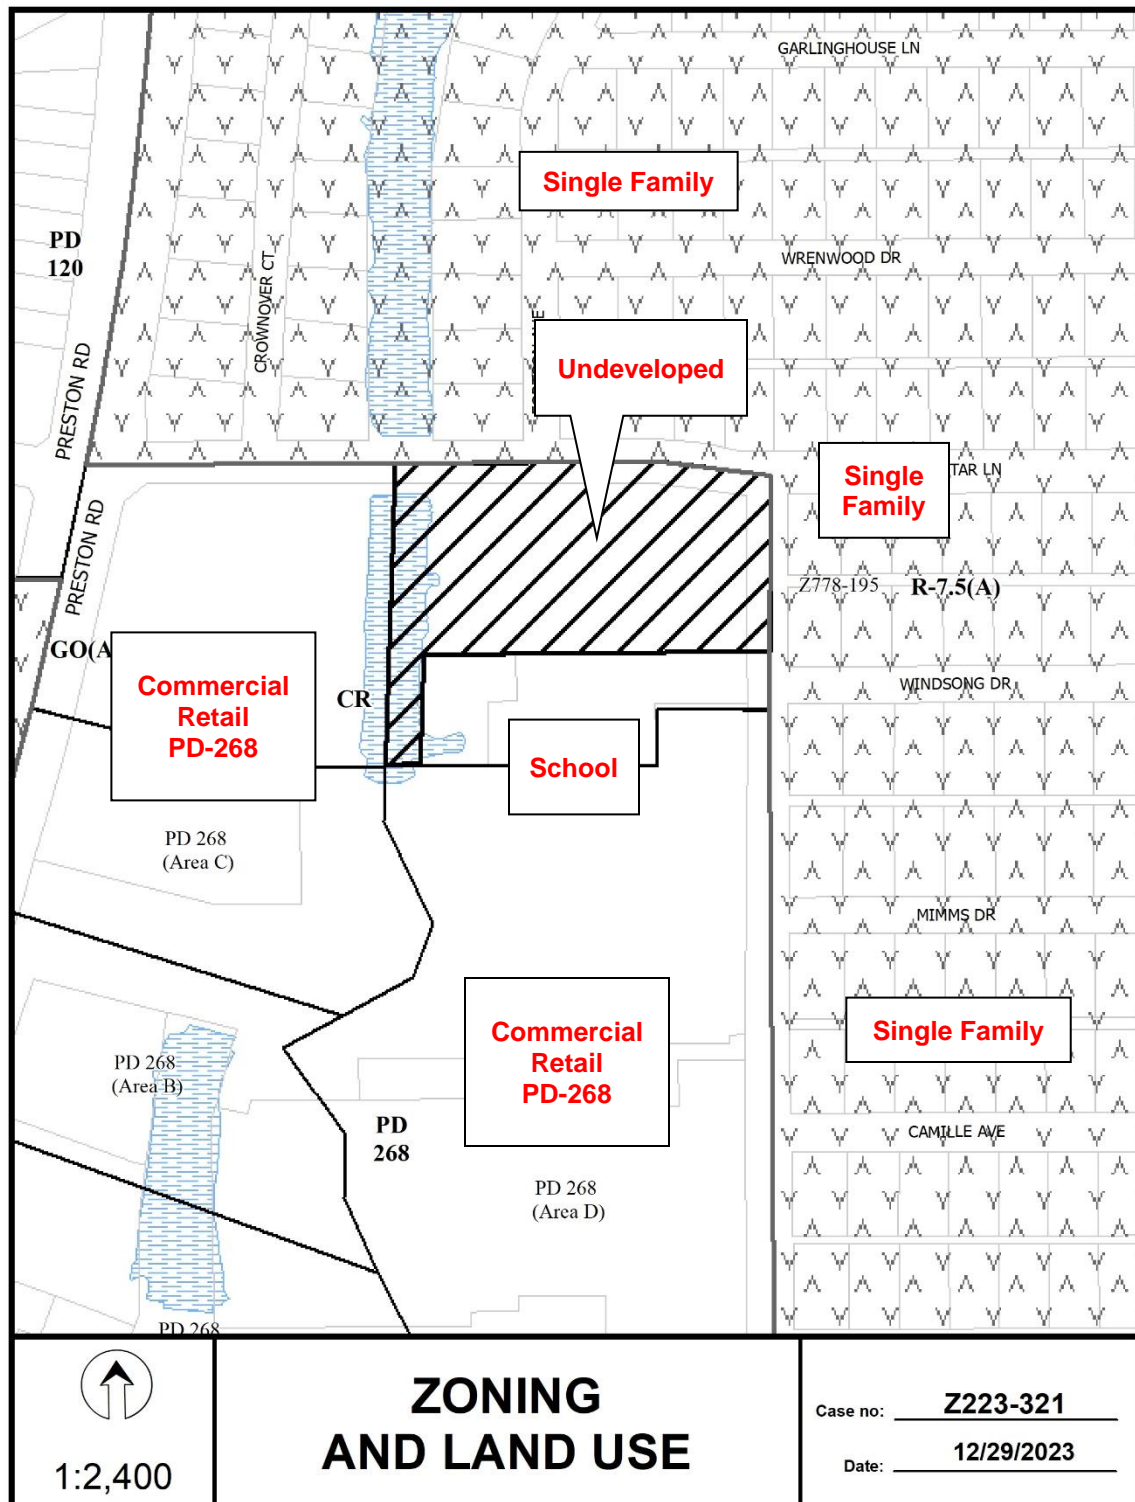 GARLINGHOUSE LN
Single Family
PD
120
WRENWOOD DR
CROWNOVER CT
Undeveloped
PRESTON RD
Single
Family
TAR LN
PRESTON RD
Z778-195
R-7.5(A)
GO(A
Commercial
Retail
PD-268
CR
WINDSONG DR
School
PD 268
(Area C)
MIMMS DR
Commercial
Retail
PD-268
Single Family
PD 268
(Area B)
PD
268
CAMILLE AVE
PD 268
(Area D)
PD 268
1:2,400
ZONING
AND LAND USE
Case no: Z223-321
Date: 12/29/2023